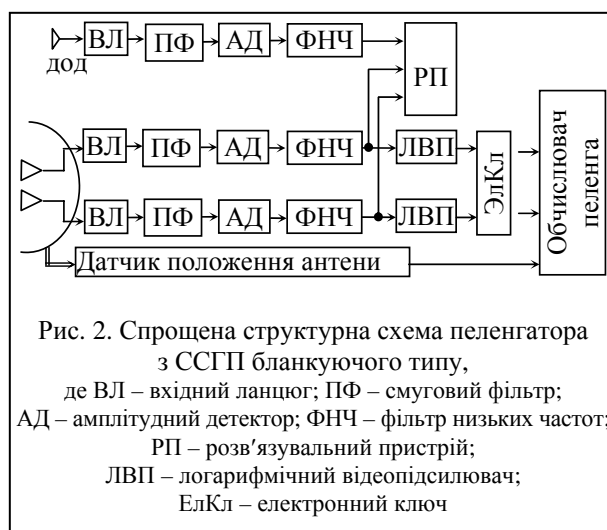 ВЛ ПФ АД ФНЧ
дод
РП
ВЛ ПФ АД ФНЧ ЛВП
ЭлКл
Обчислювач
пеленга
ВЛ ПФ АД ФНЧ ЛВП
Датчик положення антени
Рис. 2. Спрощена структурна схема пеленгатора
з ССГП бланкуючого типу,
де ВЛ – вхідний ланцюг; ПФ – смуговий фільтр;
АД – амплітудний детектор; ФНЧ – фільтр низьких частот;
РП – розв′язувальний пристрій;
ЛВП – логарифмічний відеопідсилювач;
ЕлКл – електронний ключ